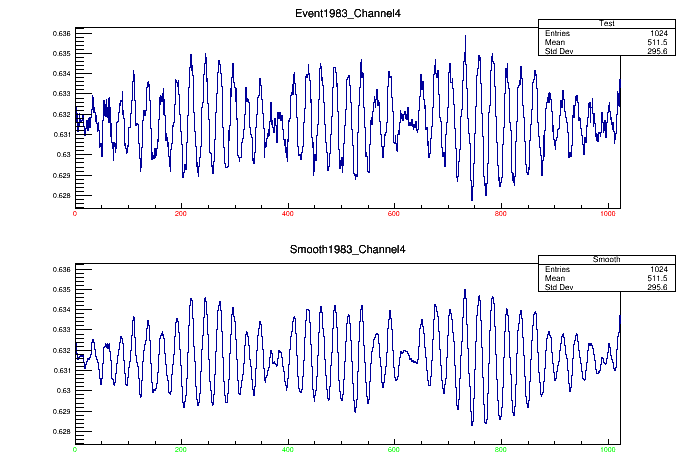 Event1983_Channel4
Test
Entries 1024
Mean 511.5
Std Dev 295.6
0.636
0.635
0.634
0.633
0.632
0.631
0.63
0.629
0.628
0 200 400 600 800 1000
Smooth1983_Channel4
Smooth
Entries 1024
Mean 511.5
Std Dev 295.6
0.636
0.635
0.634
0.633
0.632
0.631
0.63
0.629
0.628
0 200 400 600 800 1000